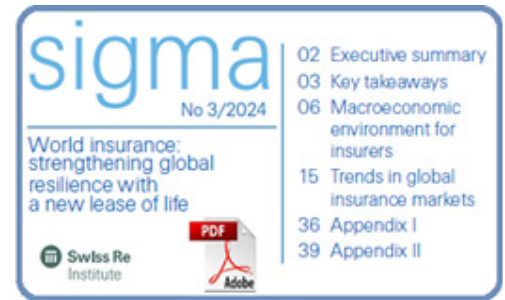 sigma
No 3/2024
World insurance:
strengthening global
resilience with
a new lease of life
Swiss Re
Institute
PDF
Adobe
02 Executive summary
03 Key takeaways
06 Macroeconomic
environment for
insurers
15 Trends in global
insurance markets
36 Appendix I
39 Appendix II